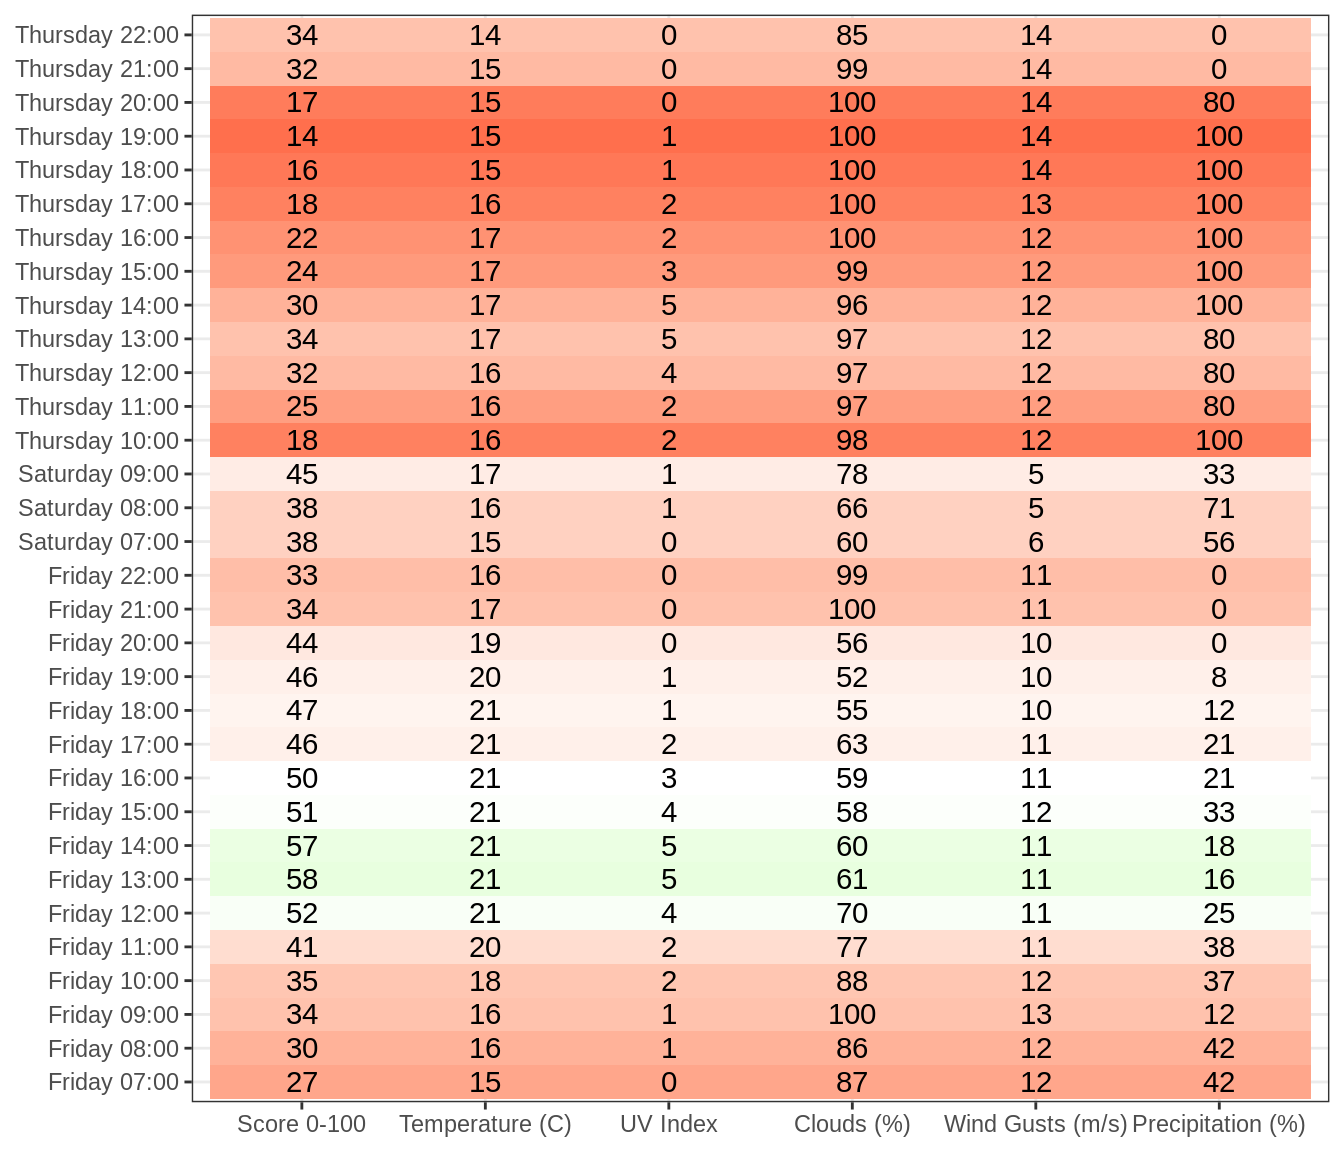 Thursday 22:00 34 14 0 85 14 0
Thursday 21:00 32 15 0 99 14 0
Thursday 20:00 17 15 0 100 14 80
Thursday 19:00 14 15 1 100 14 100
Thursday 18:00 16 15 1 100 14 100
Thursday 17:00 18 16 2 100 13 100
Thursday 16:00 22 17 2 100 12 100
Thursday 15:00 24 17 3 99 12 100
Thursday 14:00 30 17 5 96 12 100
Thursday 13:00 34 17 5 97 12 80
Thursday 12:00 32 16 4 97 12 80
Thursday 11:00 25 16 2 97 12 80
Thursday 10:00 18 16 2 98 12 100
Saturday 09:00 45 17 1 78 5 33
Saturday 08:00 38 16 1 66 5 71
Saturday 07:00 38 15 0 60 6 56
Friday 22:00 33 16 0 99 11 0
Friday 21:00 34 17 0 100 11 0
Friday 20:00 44 19 0 56 10 0
Friday 19:00 46 20 1 52 10 8
Friday 18:00 47 21 1 55 10 12
Friday 17:00 46 21 2 63 11 21
Friday 16:00 50 21 3 59 11 21
Friday 15:00 51 21 4 58 12 33
Friday 14:00 57 21 5 60 11 18
Friday 13:00 58 21 5 61 11 16
Friday 12:00 52 21 4 70 11 25
Friday 11:00 41 20 2 77 11 38
Friday 10:00 35 18 2 88 12 37
Friday 09:00 34 16 1 100 13 12
Friday 08:00 30 16 1 86 12 42
Friday 07:00 27 15 0 87 12 42
Score 0-100 Temperature (C) UV Index Clouds (%) Wind Gusts (m/s) Precipitation (%)